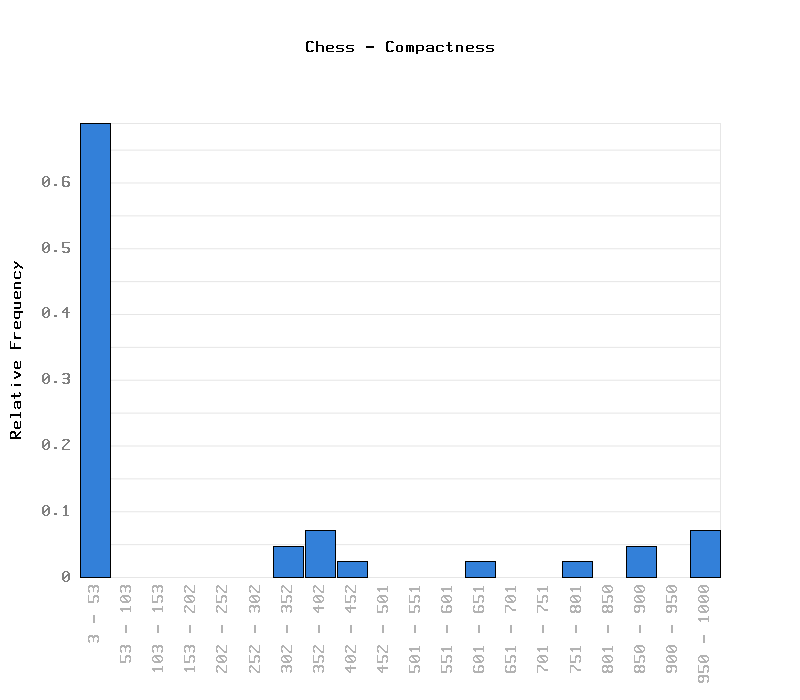 Chess - Compactness
Relative Frequency
0.6
0.5
0.4
0.3
0.2
0.1
0
3 - 53
53 - 103
103 - 153
153 - 202
202 - 252
252 - 302
302 - 352
352 - 402
402 - 452
452 - 501
501 - 551
551 - 601
601 - 651
651 - 701
701 - 751
751 - 801
801 - 850
850 - 900
900 - 950
950 - 1000